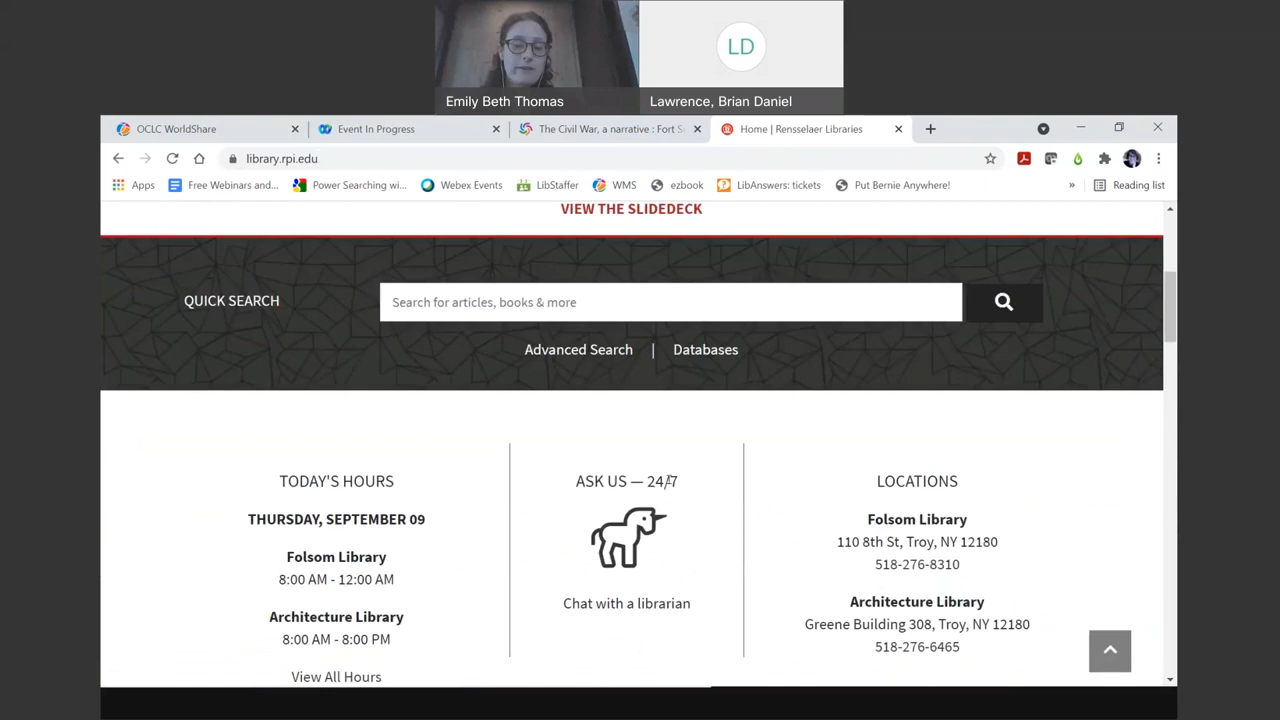 LD
Emily Beth Thomas
Lawrence, Brian Daniel
OCLC WorldShare
Event In Progress
The Civil War, a narrative : Fort S
Home | Rensselaer Libraries
library.rpi.edu
Apps
Free Webinars and...
Power Searching wi...
Webex Events
LibStaffer
WMS
ezbook
LibAnswers: tickets
Put Bernie Anywhere!
»
Reading list
VIEW THE SLIDEDECK
QUICK SEARCH
Search for articles, books & more
Advanced Search | Databases
TODAY'S HOURS
THURSDAY, SEPTEMBER 09
Folsom Library
8:00 AM - 12:00 AM
Architecture Library
8:00 AM - 8:00 PM
View All Hours
ASK US — 24/7
Chat with a librarian
LOCATIONS
Folsom Library
110 8th St, Troy, NY 12180
518-276-8310
Architecture Library
Greene Building 308, Troy, NY 12180
518-276-6465